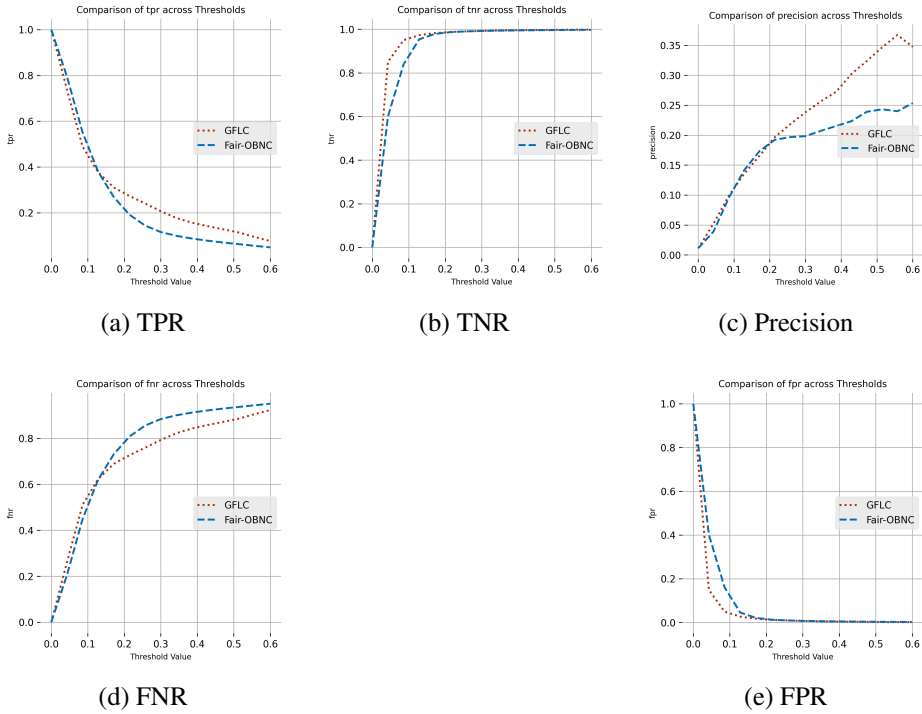 Comparison of tpr across Thresholds
1.0
0.8
0.6
0.4
0.2
tpr
GFLC
Fair-OBNC
0.0 0.1 0.2 0.3 0.4 0.5 0.6
Threshold Value
(a) TPR
Comparison of tnr across Thresholds
1.0
0.8
0.6
0.4
0.2
0.0
tnr
GFLC
Fair-OBNC
0.0 0.1 0.2 0.3 0.4 0.5 0.6
Threshold Value
(b) TNR
Comparison of precision across Thresholds
0.35
0.30
0.25
0.20
0.15
0.10
0.05
0.00
precision
GFLC
Fair-OBNC
0.0 0.1 0.2 0.3 0.4 0.5 0.6
Threshold Value
(c) Precision
Comparison of fnr across Thresholds
0.8
0.6
0.4
0.2
0.0
fnr
GFLC
Fair-OBNC
0.0 0.1 0.2 0.3 0.4 0.5 0.6
Threshold Value
(d) FNR
Comparison of fpr across Thresholds
1.0
0.8
0.6
0.4
0.2
0.0
fpr
GFLC
Fair-OBNC
0.0 0.1 0.2 0.3 0.4 0.5 0.6
Threshold Value
(e) FPR